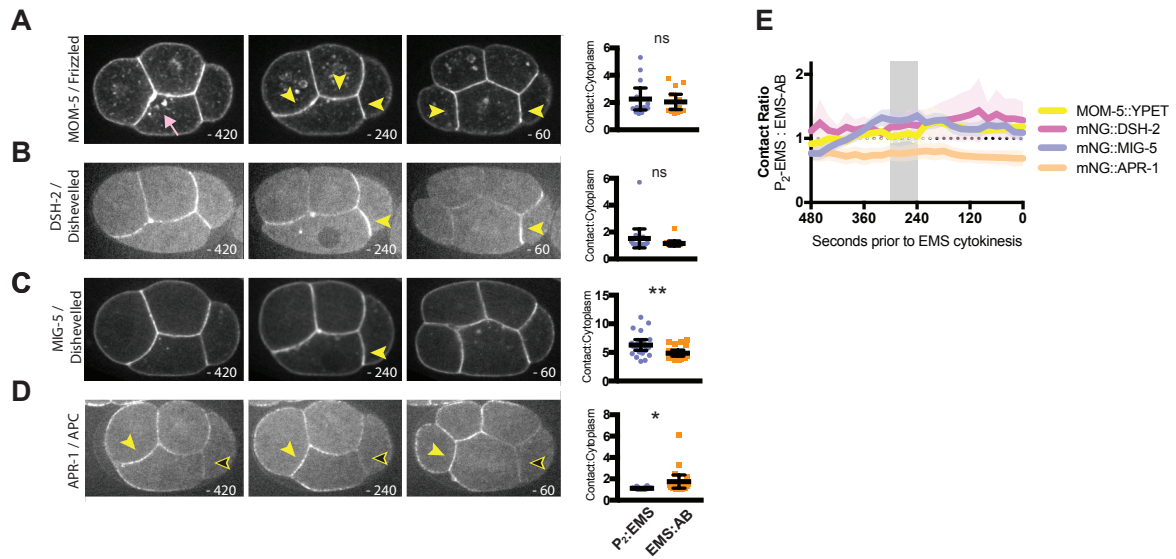 A
MOM-5 / Frizzled
- 420
- 240
- 60
Contact:Cytoplasm
6
4
2
0
ns
B
DSH-2 /
Dishevelled
- 420
- 240
- 60
Contact:Cytoplasm
6
4
2
0
ns
C
MIG-5 /
Dishevelled
- 420
- 240
- 60
Contact:Cytoplasm
15
10
5
0
**
D
APR-1 / APC
- 420
- 240
- 60
Contact:Cytoplasm
8
6
4
2
0
*
P2:EMS
EMS:AB
E
Contact Ratio
P2-EMS : EMS-AB
2
1
0
480
360
240
120
0
Seconds prior to EMS cytokinesis
MOM-5::YPET
mNG::DSH-2
mNG::MIG-5
mNG::APR-1